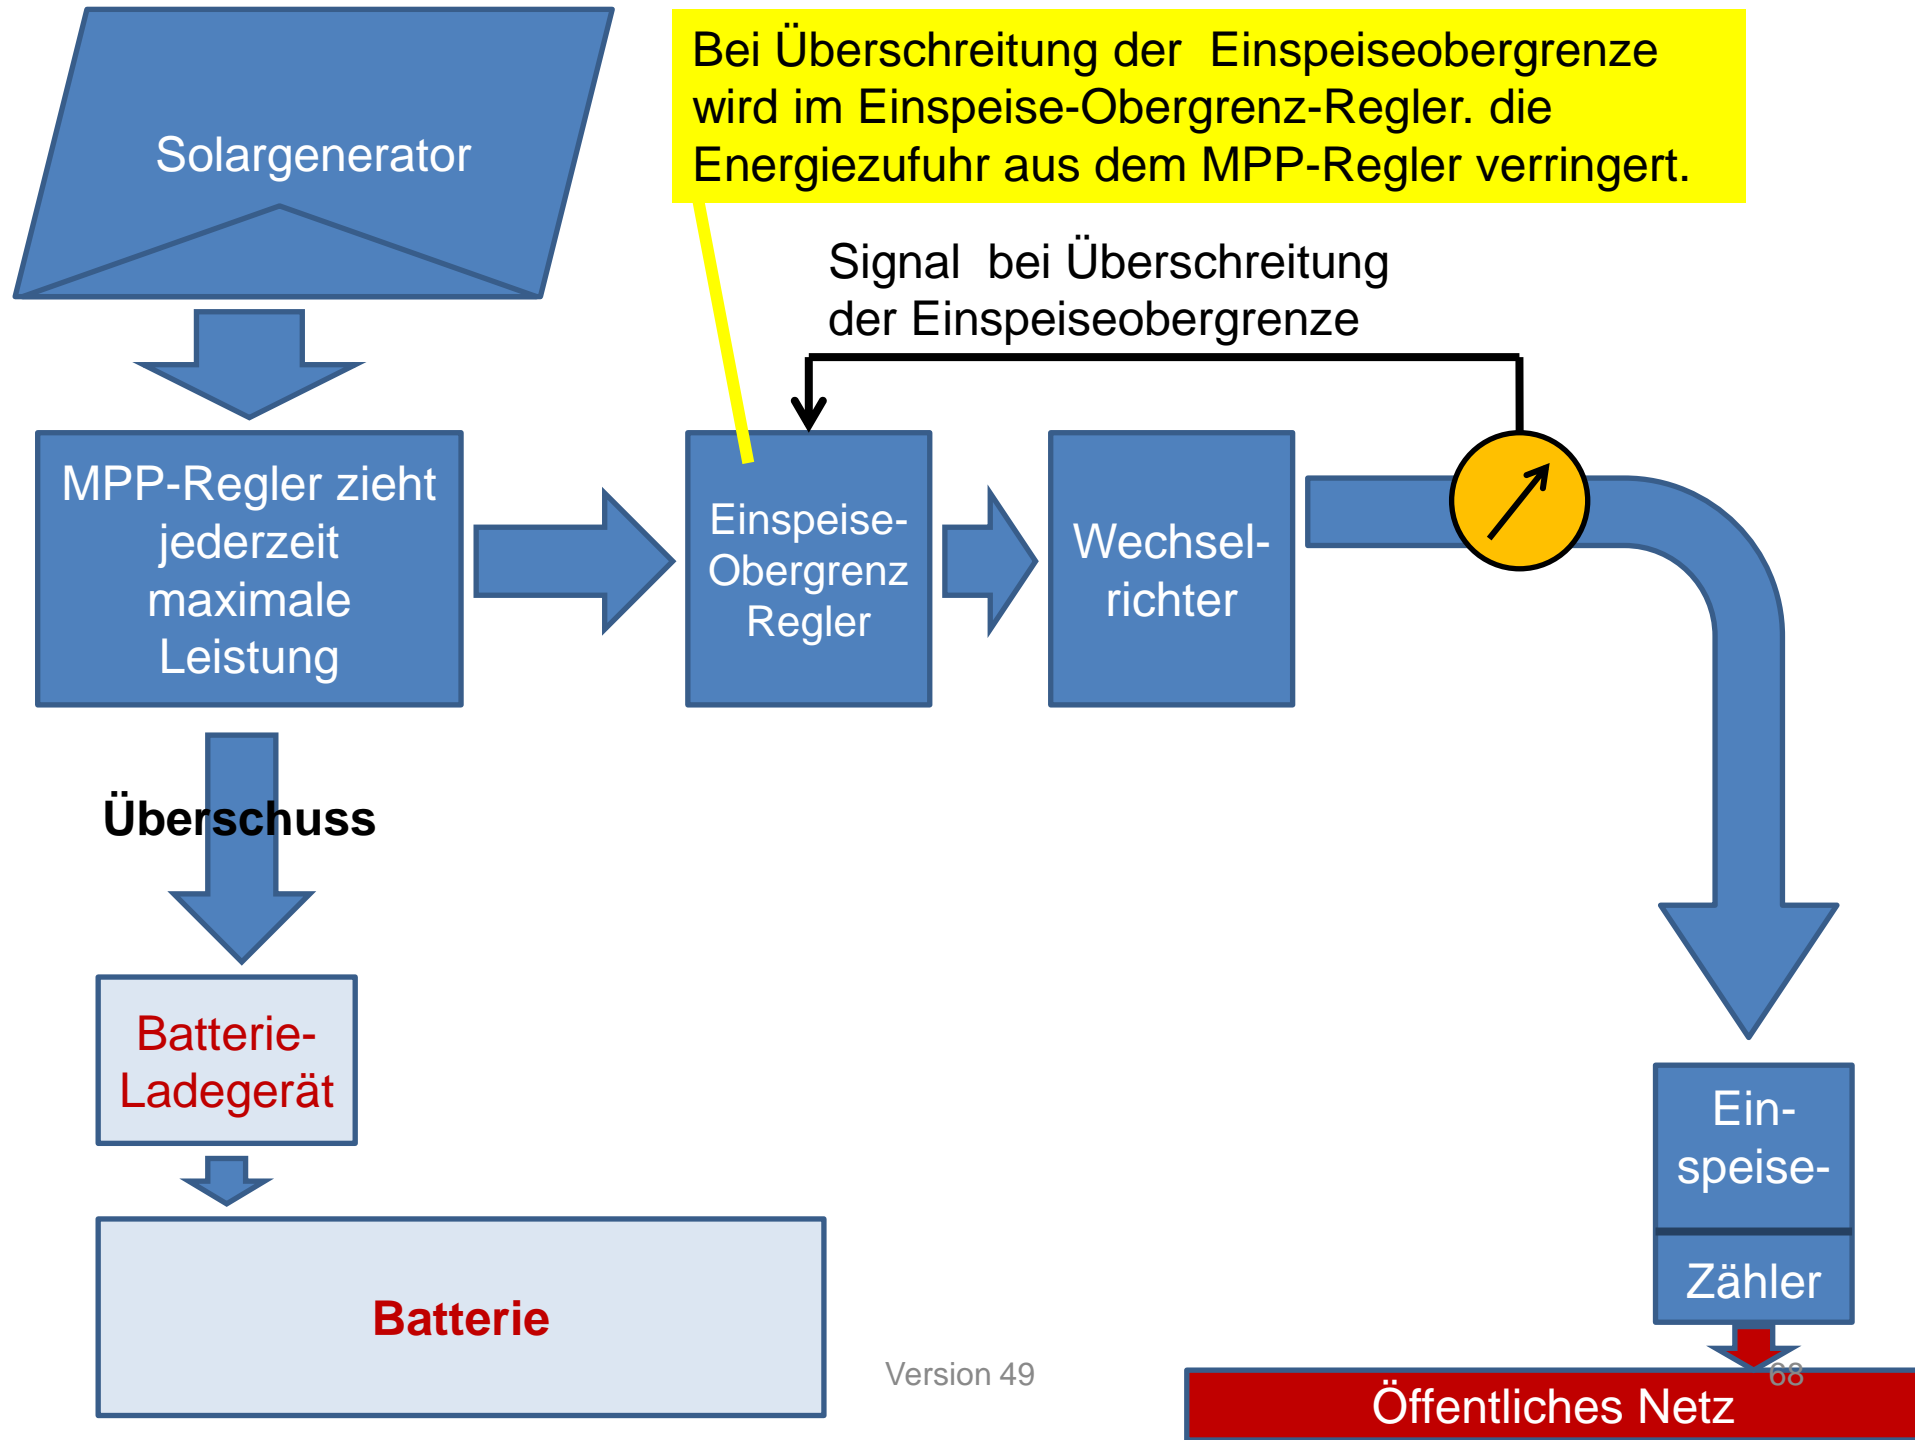 Solargenerator
Bei Überschreitung der  Einspeiseobergrenze
wird im Einspeise-Obergrenz-Regler. die
Energiezufuhr aus dem MPP-Regler verringert.
Signal  bei Überschreitung
der Einspeiseobergrenze
MPP-Regler zieht
jederzeit
maximale
Leistung
Einspeise-
Obergrenz
Regler
Wechsel-
richter
Überschuss
Batterie-
Ladegerät
Batterie
Ein-
speise-
Zähler
Version 49
68
Öffentliches Netz